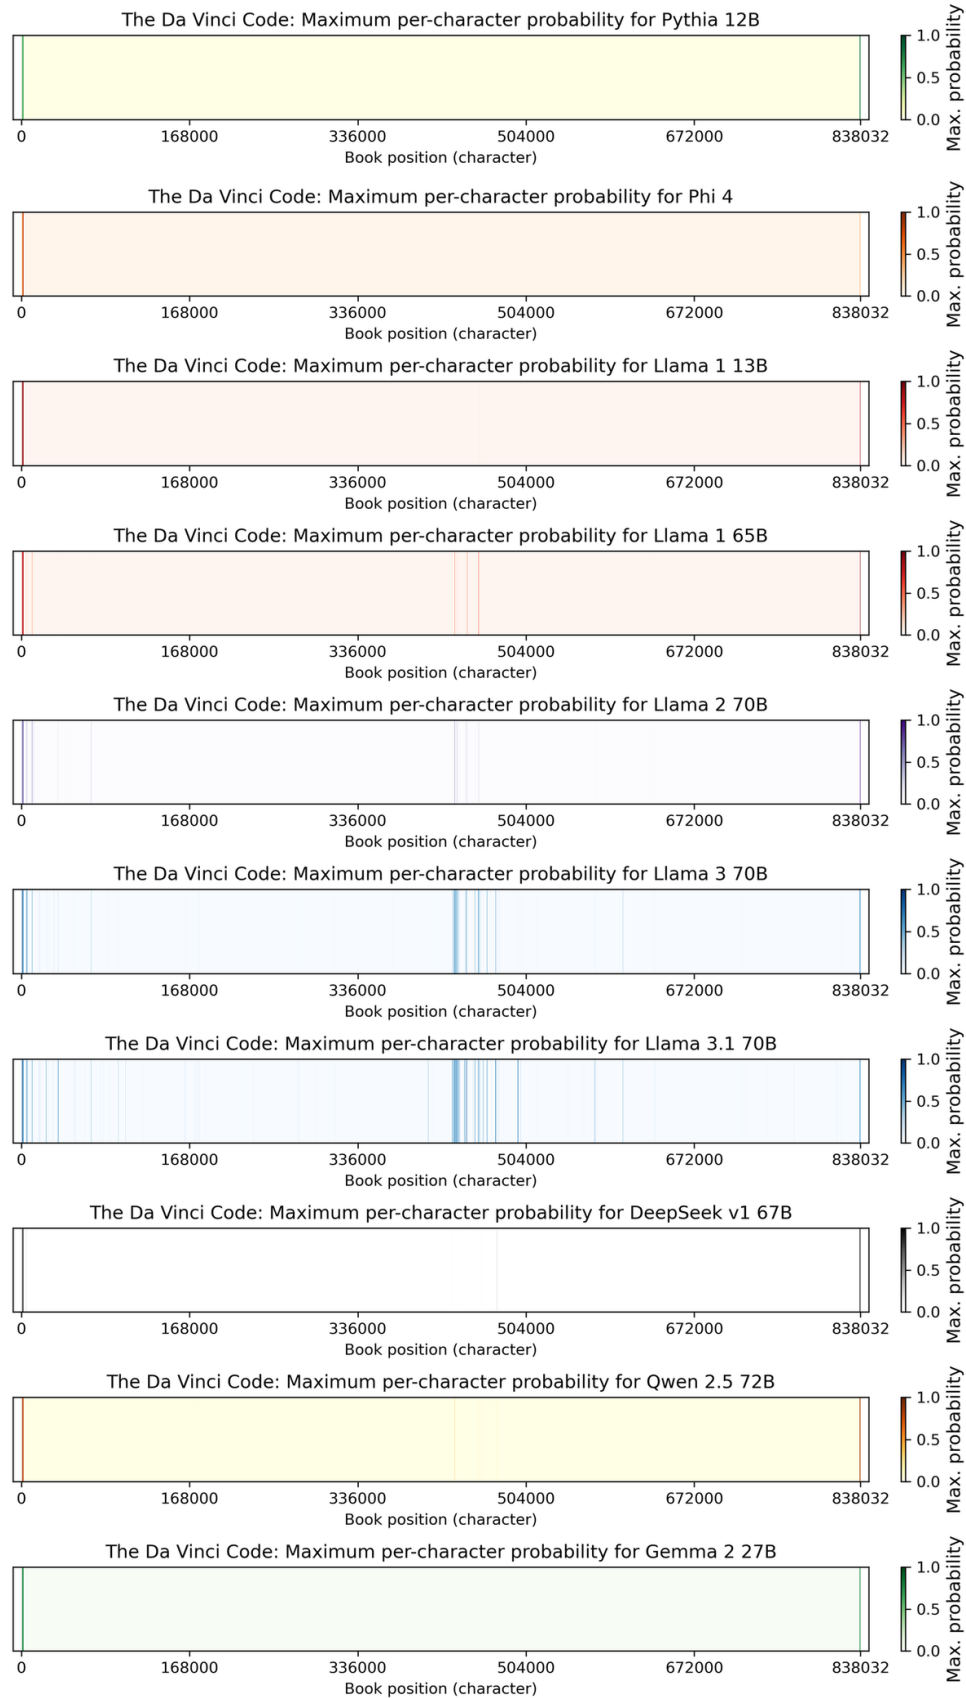 The Da Vinci Code: Maximum per-character probability for Pythia 12B
1.0
0.5
0.0
Max. probability
0 168000 336000 504000 672000 838032
Book position (character)
The Da Vinci Code: Maximum per-character probability for Phi 4
1.0
0.5
0.0
Max. probability
0 168000 336000 504000 672000 838032
Book position (character)
The Da Vinci Code: Maximum per-character probability for Llama 1 13B
1.0
0.5
0.0
Max. probability
0 168000 336000 504000 672000 838032
Book position (character)
The Da Vinci Code: Maximum per-character probability for Llama 1 65B
1.0
0.5
0.0
Max. probability
0 168000 336000 504000 672000 838032
Book position (character)
The Da Vinci Code: Maximum per-character probability for Llama 2 70B
1.0
0.5
0.0
Max. probability
0 168000 336000 504000 672000 838032
Book position (character)
The Da Vinci Code: Maximum per-character probability for Llama 3 70B
1.0
0.5
0.0
Max. probability
0 168000 336000 504000 672000 838032
Book position (character)
The Da Vinci Code: Maximum per-character probability for Llama 3.1 70B
1.0
0.5
0.0
Max. probability
0 168000 336000 504000 672000 838032
Book position (character)
The Da Vinci Code: Maximum per-character probability for DeepSeek v1 67B
1.0
0.5
0.0
Max. probability
0 168000 336000 504000 672000 838032
Book position (character)
The Da Vinci Code: Maximum per-character probability for Qwen 2.5 72B
1.0
0.5
0.0
Max. probability
0 168000 336000 504000 672000 838032
Book position (character)
The Da Vinci Code: Maximum per-character probability for Gemma 2 27B
1.0
0.5
0.0
Max. probability
0 168000 336000 504000 672000 838032
Book position (character)